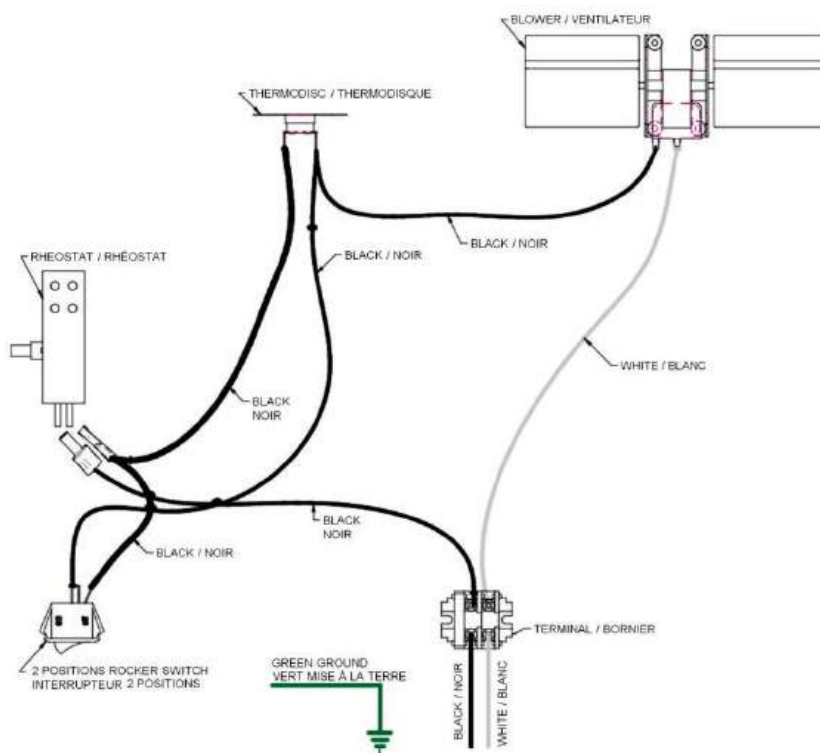 BLOWER / VENTILATEUR
THERMODISC / THERMODISQUE
BLACK / NOIR
BLACK / NOIR
RHEOSTAT / RHÉOSTAT
WHITE / BLANC
BLACK
NOIR
BLACK
NOIR
BLACK / NOIR
TERMINAL / BORNIER
2 POSITIONS ROCKER SWITCH
INTERRUPTEUR 2 POSITIONS
GREEN GROUND
VERT MISE À LA TERRE
BLACK / NOIR
WHITE / BLANC